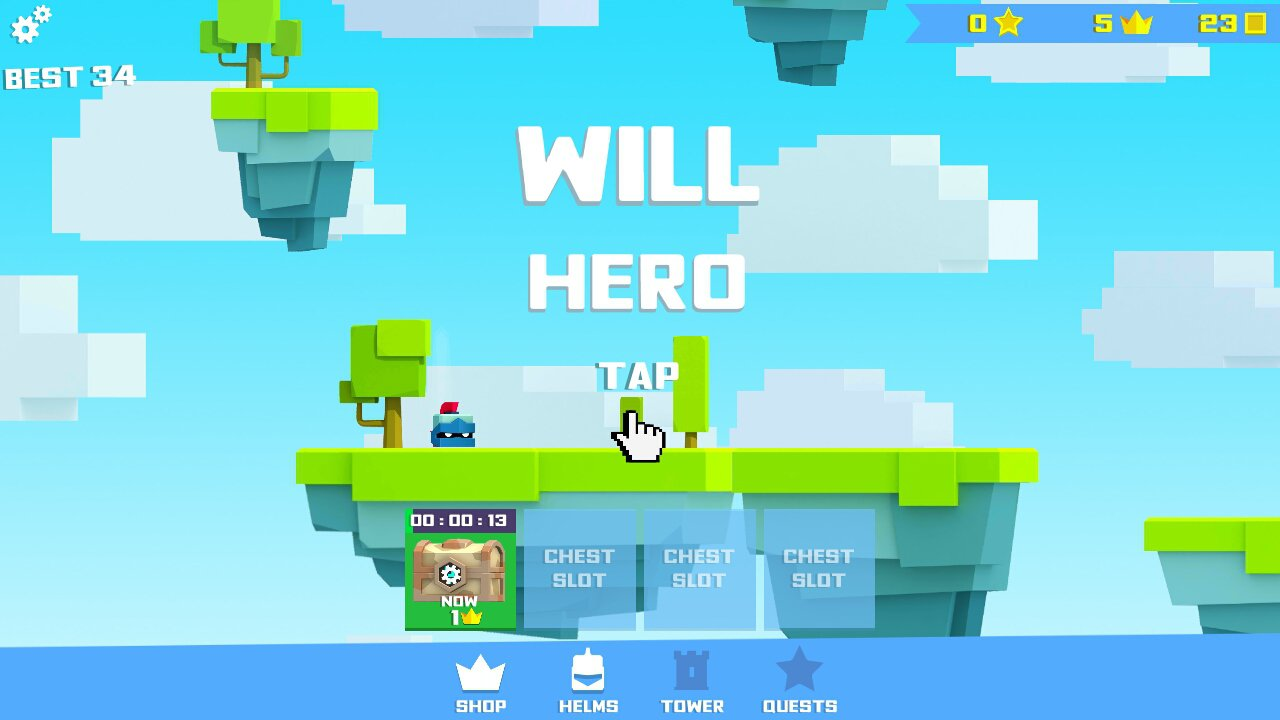 0 5 23
BEST 34
WILL
HERO
TAP
00:00:13
NOW
1
CHEST
SLOT
CHEST
SLOT
CHEST
SLOT
SHOP HELMS TOWER QUESTS